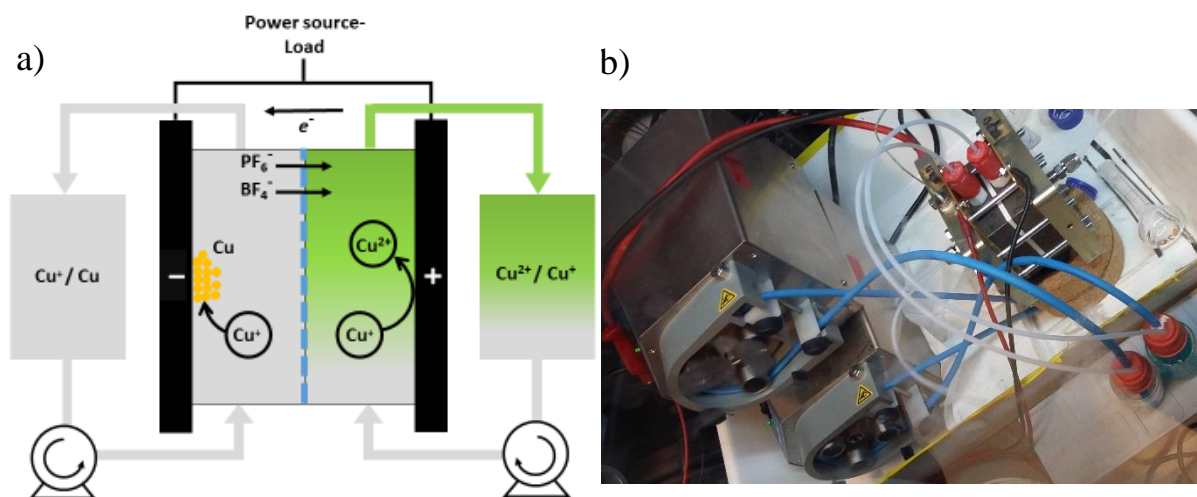 Power source-
Load
a)
b)
e⁻
PF₆⁻
BF₄⁻
Cu
Cu²⁺
Cu⁺/ Cu
−
+
Cu²⁺/ Cu⁺
Cu⁺
Cu⁺